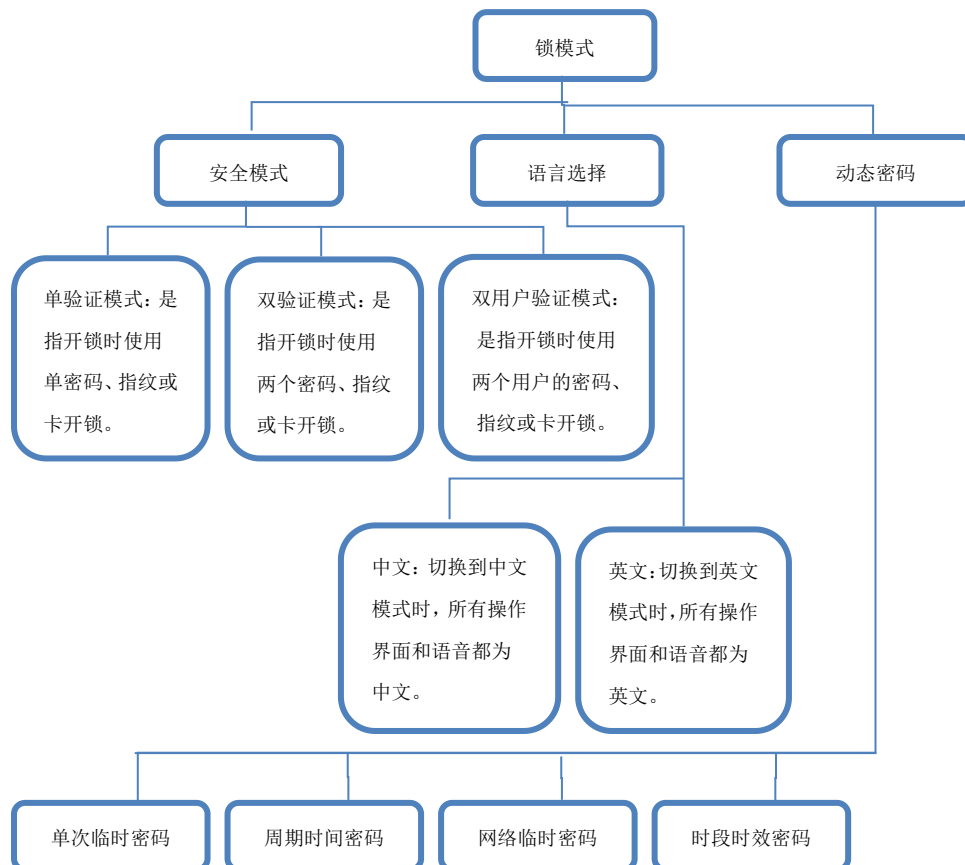 锁模式
安全模式
语言选择
动态密码
单验证模式：是
指开锁时使用
单密码、指纹或
卡开锁。
双验证模式：是
指开锁时使用
两个密码、指纹
或卡开锁。
双用户验证模式：
是指开锁时使用
两个用户的密码、
指纹或卡开锁。
中文：切换到中文
模式时，所有操作
界面和语音都为
中文。
英文：切换到英文
模式时，所有操作
界面和语音都为
英文。
单次临时密码
周期时间密码
网络临时密码
时段时效密码